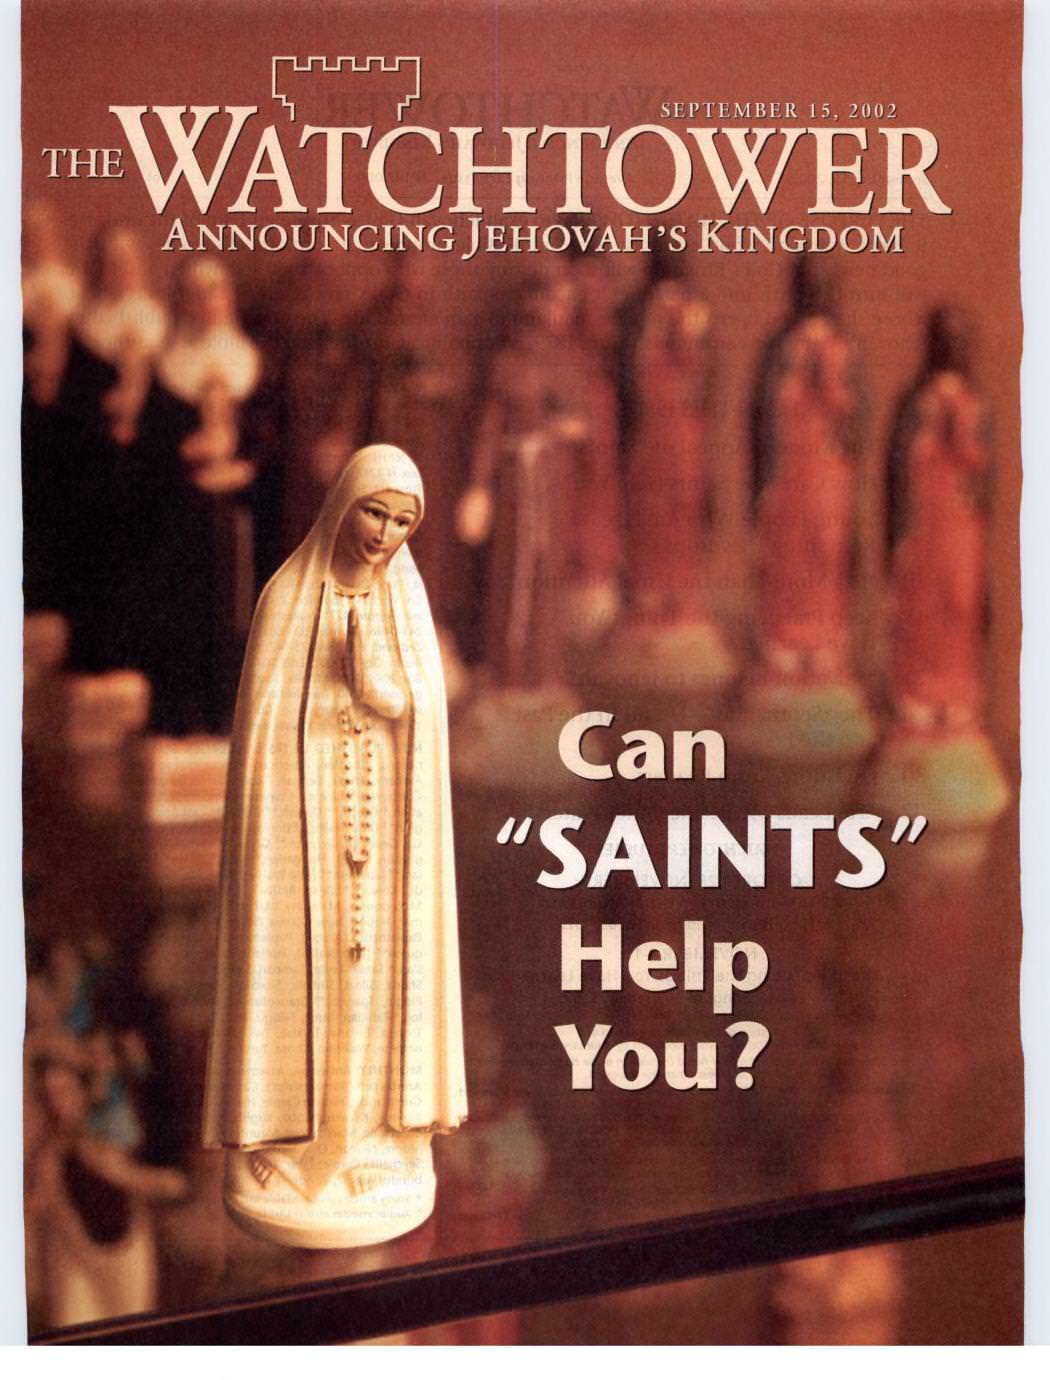 SEPTEMBER 15, 2002
THE WATCHTOWER
ANNOUNCING JEHOVAH'S KINGDOM
Can
“SAINTS”
Help
You?